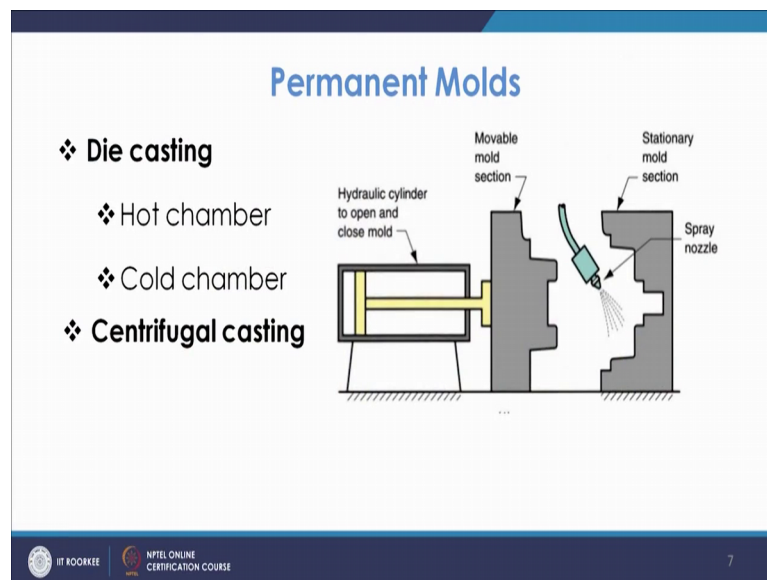 Permanent Molds
❖ Die casting
❖ Hot chamber
❖ Cold chamber
❖ Centrifugal casting
Hydraulic cylinder
to open and
close mold
Movable
mold
section
Stationary
mold
section
Spray
nozzle
...
IIT ROORKEE
NPTEL
NPTEL ONLINE
CERTIFICATION COURSE
7